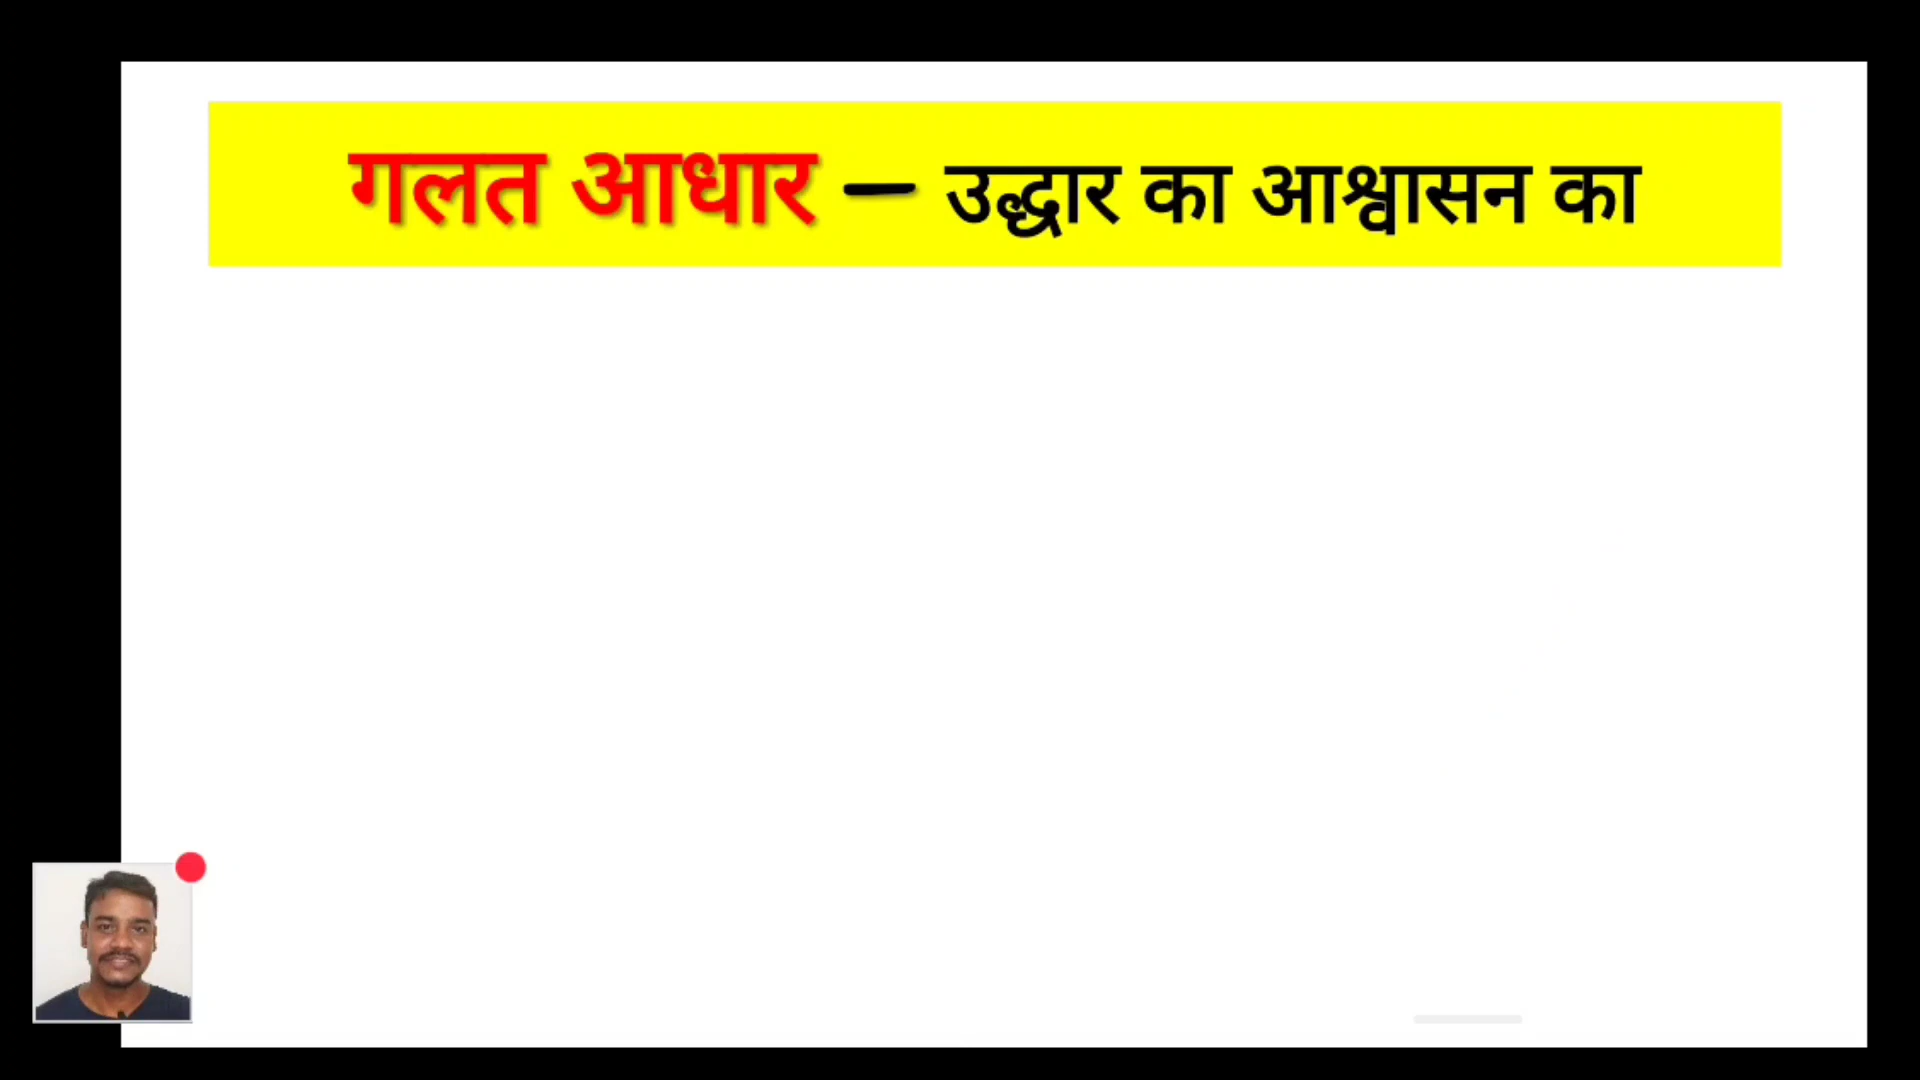 गलत आधार – उद्धार का आश्वासन का